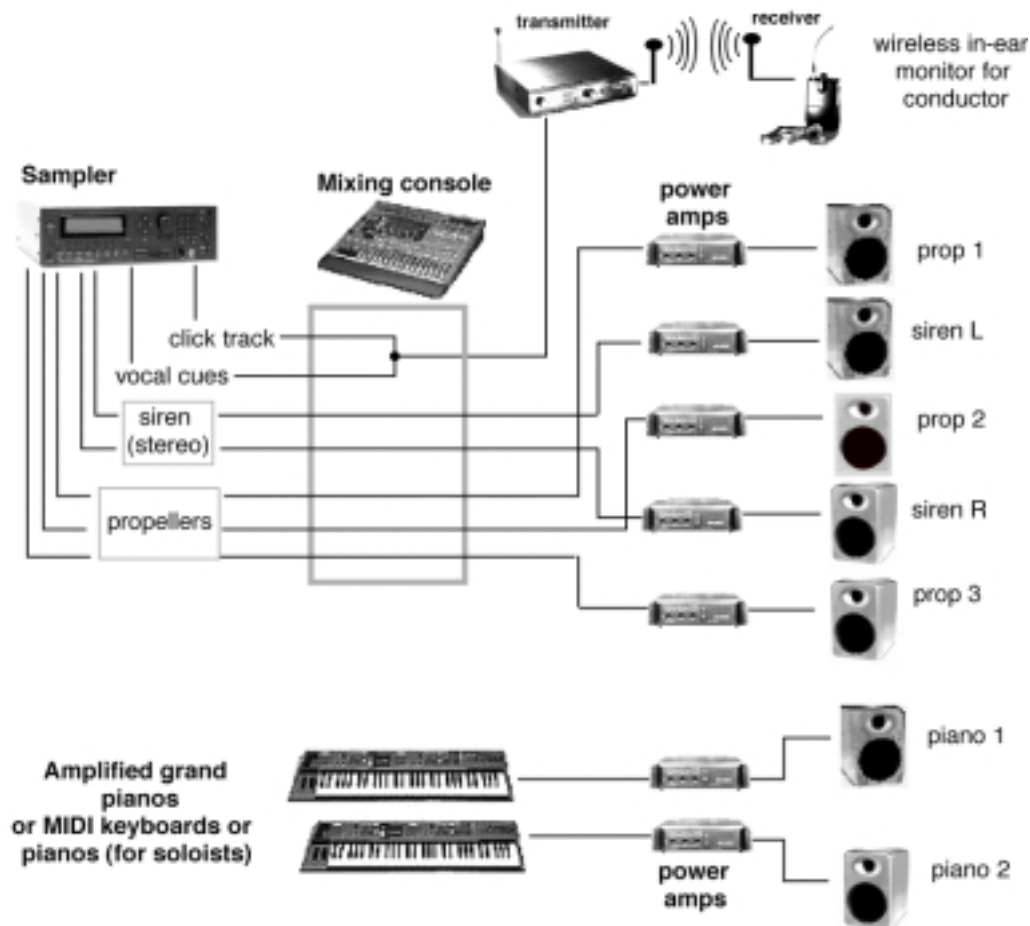 transmitter
receiver
wireless in-ear
monitor for
conductor
Sampler
Mixing console
power
amps
prop 1
click track
siren L
vocal cues
siren
(stereo)
prop 2
propellers
siren R
prop 3
Amplified grand
pianos
or MIDI keyboards or
pianos (for soloists)
piano 1
power
amps
piano 2